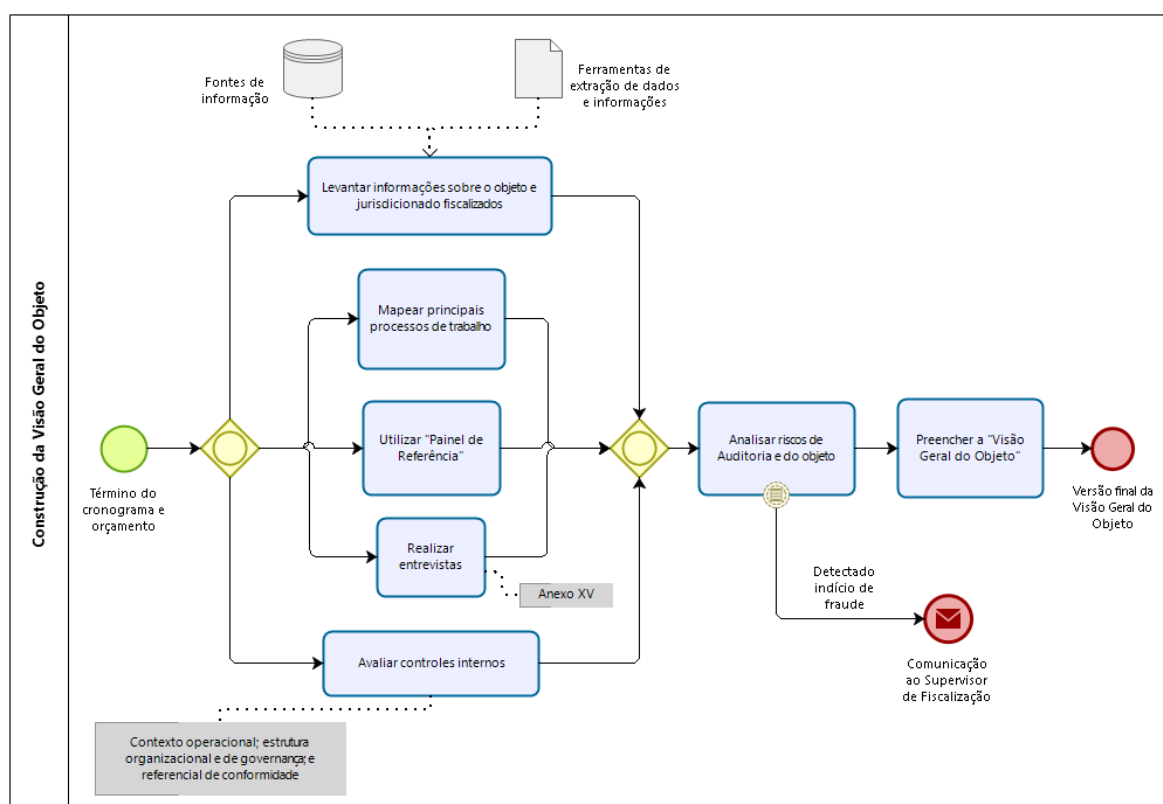 Construção da Visão Geral do Objeto
Fontes de
informação
Ferramentas de
extração de dados
e informações
Levantar informações sobre o objeto e
jurisdicionado fiscalizados
Mapear principais
processos de trabalho
Utilizar "Painel de
Referência"
Realizar
entrevistas
Anexo XV
Avaliar controles internos
Contexto operacional; estrutura
organizacional e de governança; e
referencial de conformidade
Término do
cronograma e
orçamento
Analisar riscos de
Auditoria e do objeto
Preencher a "Visão
Geral do Objeto"
Versão final da
Visão Geral do
Objeto
Detectado
indício de
fraude
Comunicação
ao Supervisor
de Fiscalização